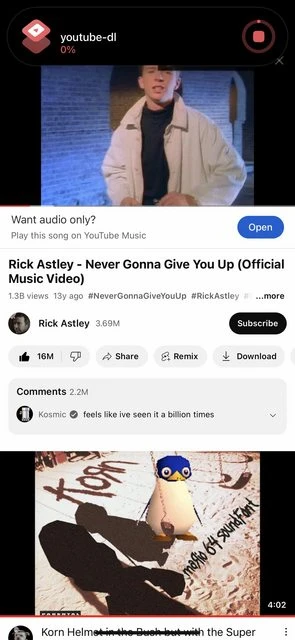 youtube-dl
0%
Want audio only?
Play this song on YouTube Music
Open
Rick Astley - Never Gonna Give You Up (Official
Music Video)
1.3B views 13y ago #NeverGonnaGiveYouUp #RickAstley #
...more
Rick Astley 3.69M
Subscribe
16M
Share
Remix
Download
Comments 2.2M
Kosmic feels like ive seen it a billion times
KoRn
mario 64 soundfont
4:02
Korn Helmet in the Bush but with the Super